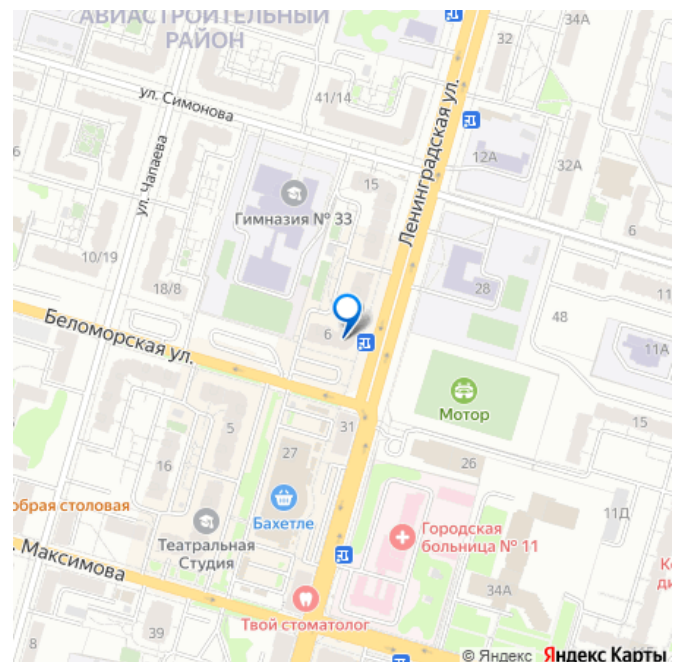 АВИАСТРОИТЕЛЬНЫЙ
РАЙОН
34А
32
41/14
ул. Симонова
Ленинградская ул.
12А
32А
15
ул. Чапаева
Гимназия № 33
6
6
10/19
18/8
28
11
48
6
11А
Беломорская ул.
Мотор
15
31
5
26
27
16
11Д
обрая столовая
Бахетле
Театральная
Студия
Городская
больница № 11
Максимова
34А
Твой стоматолог
39
8
© Яндекс Яндекс Карты